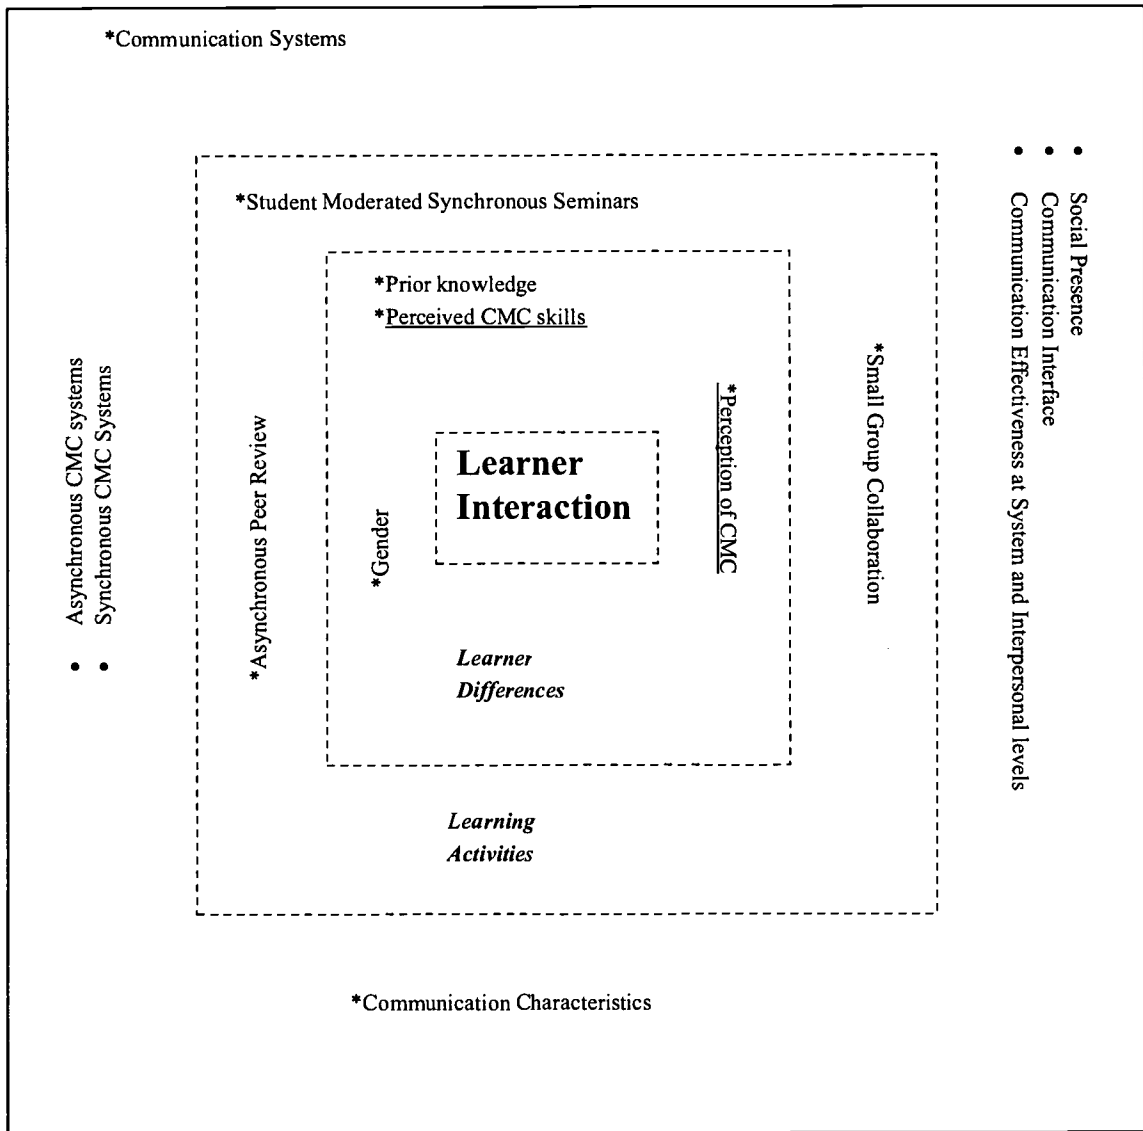 *Communication Systems
*Student Moderated Synchronous Seminars
*Prior knowledge
*Perceived CMC skills
Learner
Interaction
*Gender
*Perception of CMC
Learner
Differences
*Asynchronous Peer Review
*Small Group Collaboration
Learning
Activities
• Asynchronous CMC systems
• Synchronous CMC Systems
• Social Presence
• Communication Interface
• Communication Effectiveness at System and Interpersonal levels
*Communication Characteristics